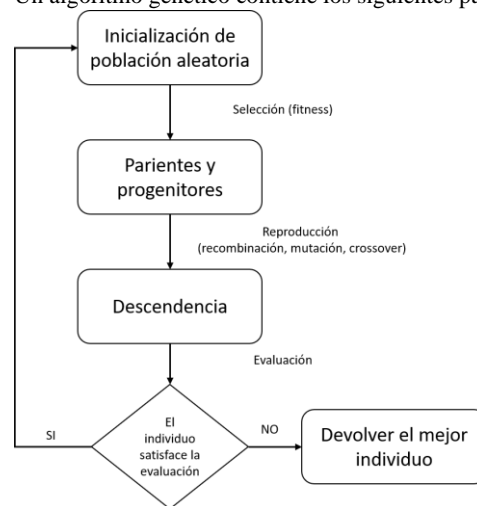 Un algoritmo genético contiene los siguientes
Inicialización de
población aleatoria
Selección (fitness)
Parientes y
progenitores
Reproducción
(recombinación, mutación, crossover)
Descendencia
Evaluación
El
individuo
satisface la
evaluación
SI
NO
Devolver el mejor
individuo